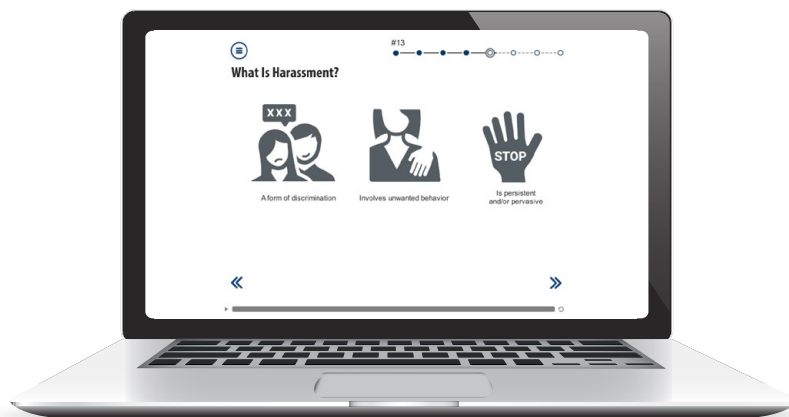 #13
What Is Harassment?
XXX
STOP
A form of discrimination
Involves unwanted behavior
Is persistent
and/or pervasive